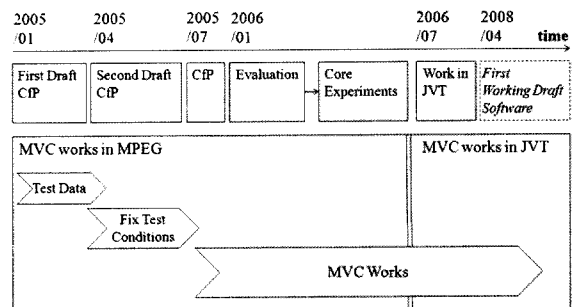 2005 2005 2005 2006 2006 2008
/01 /04 /07 /01 /07 /04 time
First Draft
CfP
Second Draft
CfP
CfP
Evaluation
Core
Experiments
Work in
JVT
First
Working Draft
Software
MVC works in MPEG
MVC works in JVT
Test Data
Fix Test
Conditions
MVC Works